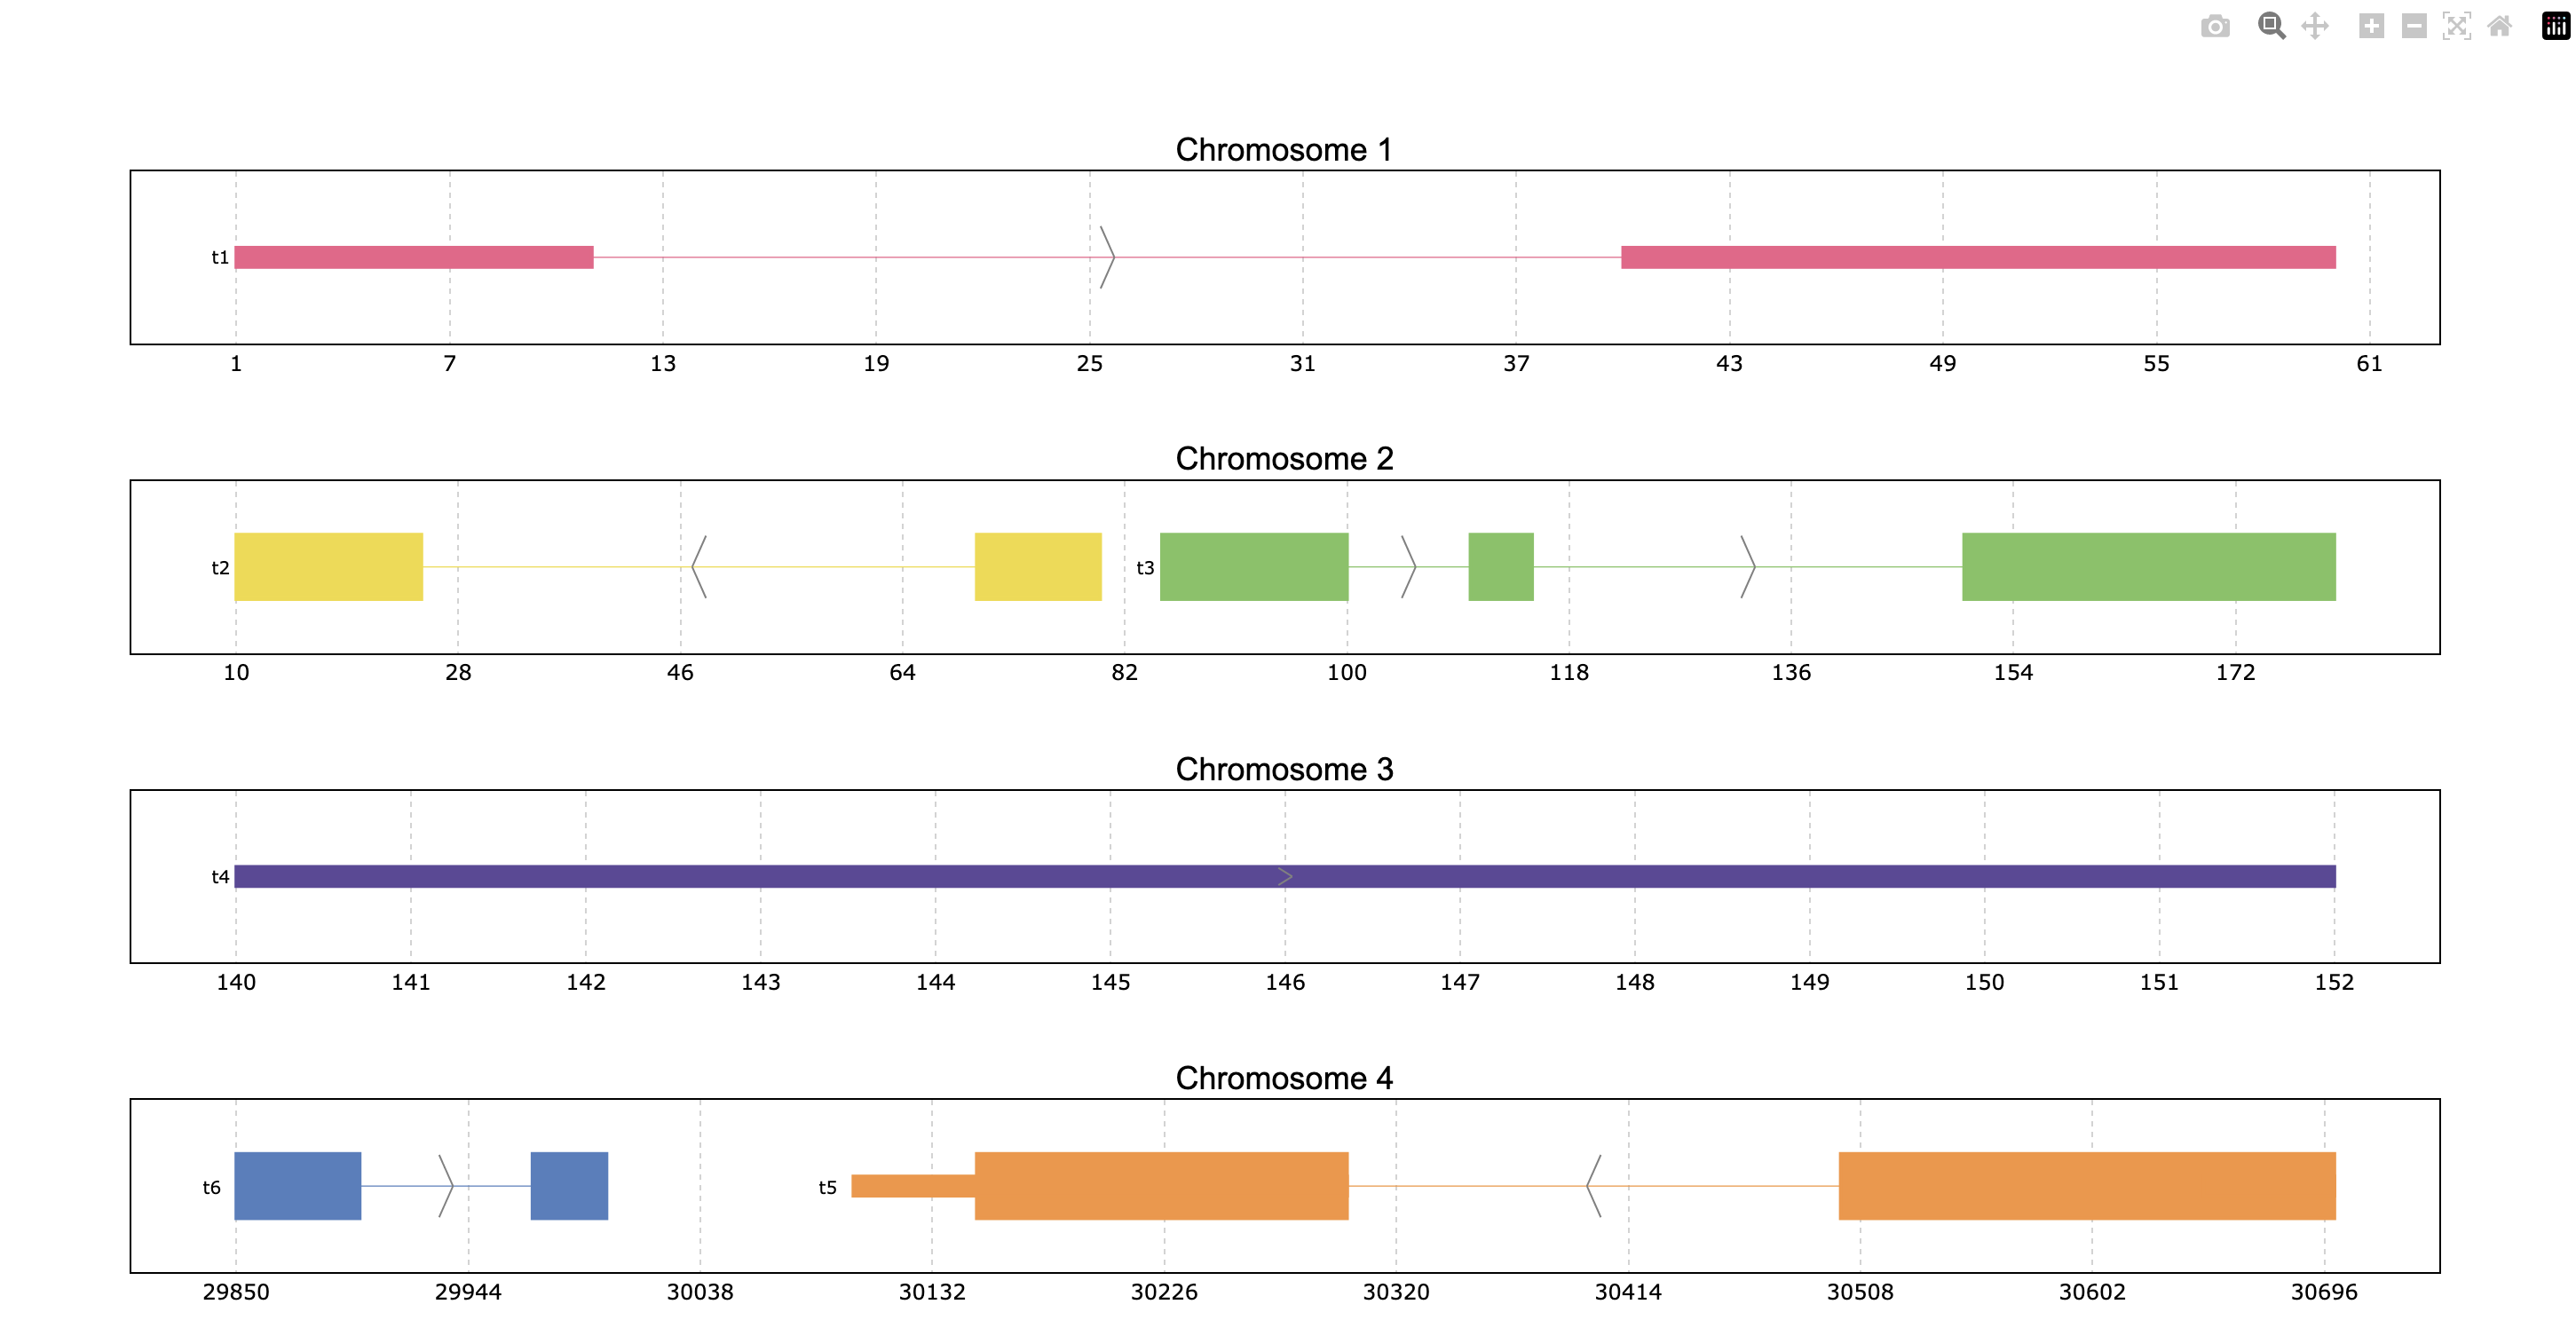 Chromosome 1
t1
1 7 13 19 25 31 37 43 49 55 61
Chromosome 2
t2 t3
10 28 46 64 82 100 118 136 154 172
Chromosome 3
t4
140 141 142 143 144 145 146 147 148 149 150 151 152
Chromosome 4
t6 t5
29850 29944 30038 30132 30226 30320 30414 30508 30602 30696